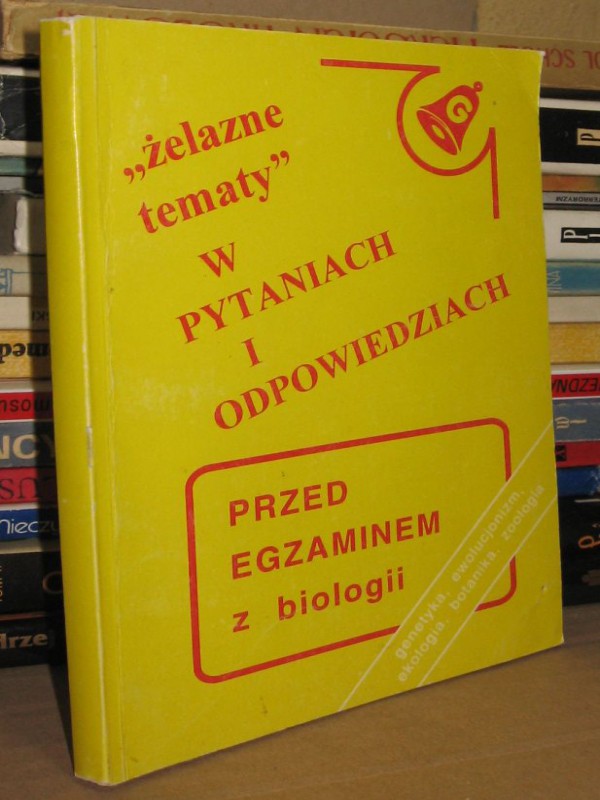 „żelazne
tematy”
W
PYTANIACH
I
ODPOWIEDZIACH
PRZED
EGZAMINEM
z biologii
genetyka, ewolucjonizm,
ekologia, botanika, zoologia
G